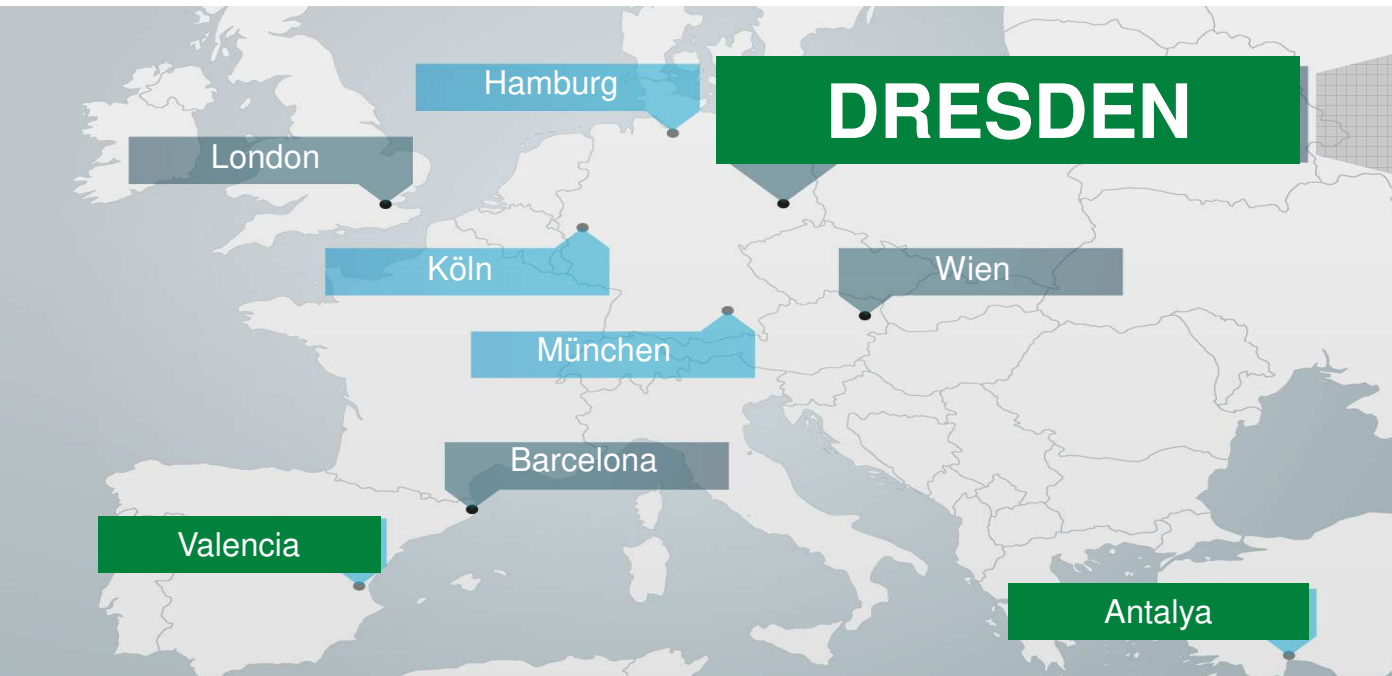 Hamburg
DRESDEN
London
Köln
Wien
München
Barcelona
Valencia
Antalya